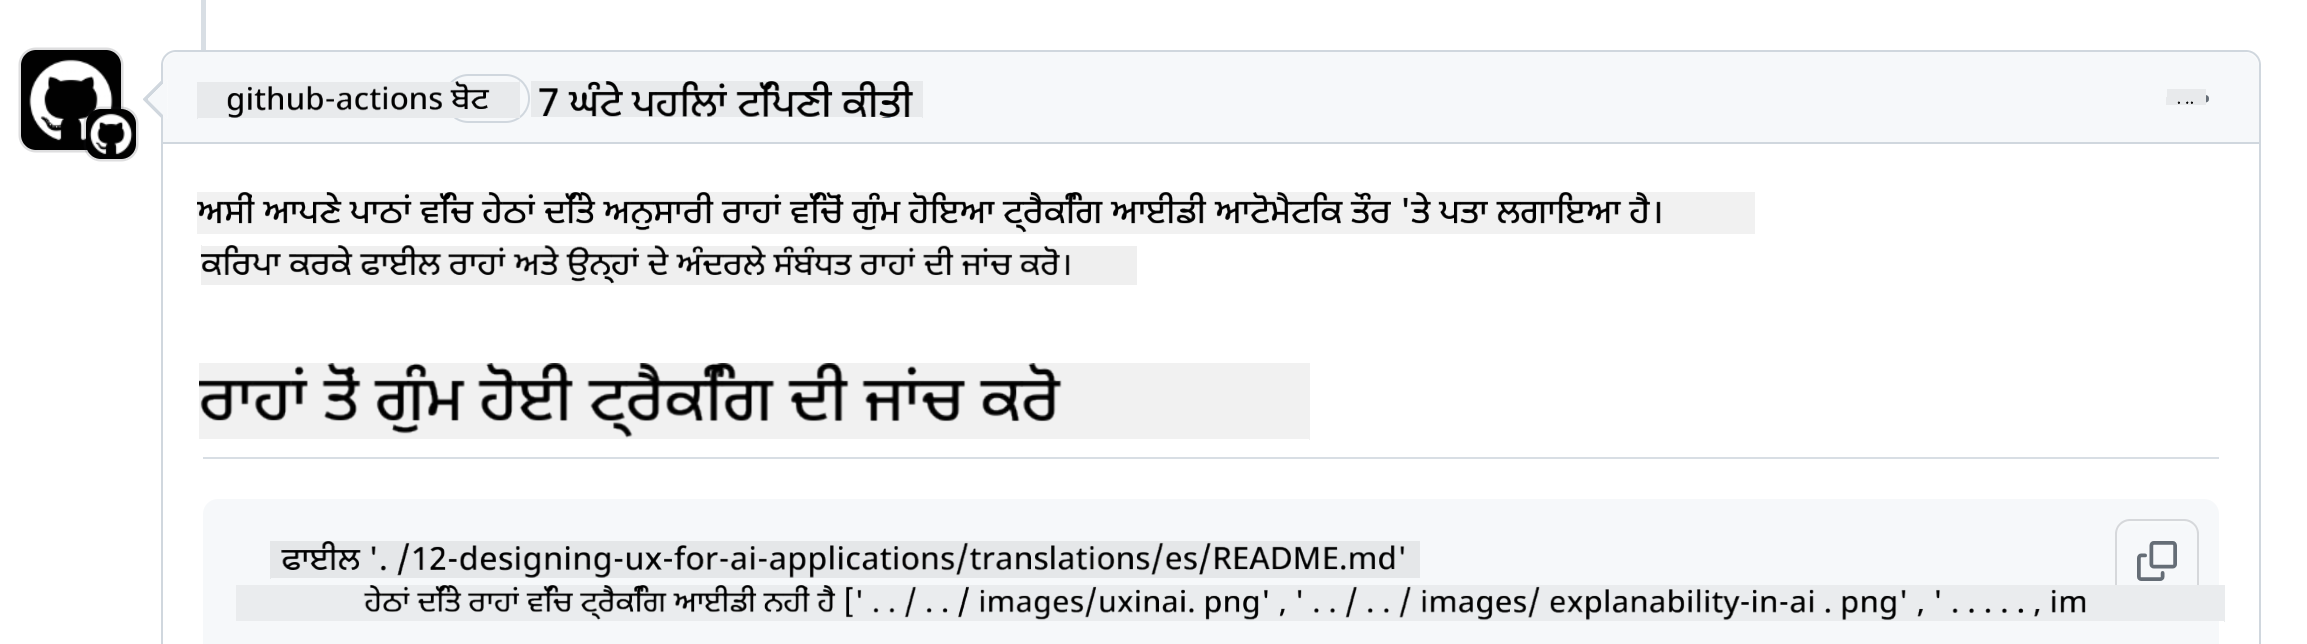 github-actions ਬੋਟ 7 ਘੰਟੇ ਪਹਿਲਾਂ ਟਿੱਪਣੀ ਕੀਤੀ
...
ਅਸੀਂ ਆਪਣੇ ਪਾਠਾਂ ਵਿੱਚ ਹੇਠਾਂ ਦਿੱਤੇ ਅਨੁਸਾਰੀ ਰਾਹਾਂ ਵਿੱਚੋਂ ਗੁੰਮ ਹੋਇਆ ਟ੍ਰੈਕਿੰਗ ਆਈਡੀ ਆਟੋਮੈਟਿਕ ਤੌਰ 'ਤੇ ਪਤਾ ਲਗਾਇਆ ਹੈ।
ਕਿਰਪਾ ਕਰਕੇ ਫਾਈਲ ਰਾਹਾਂ ਅਤੇ ਉਨ੍ਹਾਂ ਦੇ ਅੰਦਰਲੇ ਸੰਬੰਧਤ ਰਾਹਾਂ ਦੀ ਜਾਂਚ ਕਰੋ।
ਰਾਹਾਂ ਤੋਂ ਗੁੰਮ ਹੋਈ ਟ੍ਰੈਕਿੰਗ ਦੀ ਜਾਂਚ ਕਰੋ
ਫਾਈਲ '. /12-designing-ux-for-ai-applications/translations/es/README.md'
ਹੇਠਾਂ ਦਿੱਤੇ ਰਾਹਾਂ ਵਿੱਚ ਟ੍ਰੈਕਿੰਗ ਆਈਡੀ ਨਹੀਂ ਹੈ [' . . / . . / images/uxinai. png' , ' . . / . . / images/ explanability-in-ai . png' , ' . . . . . , im